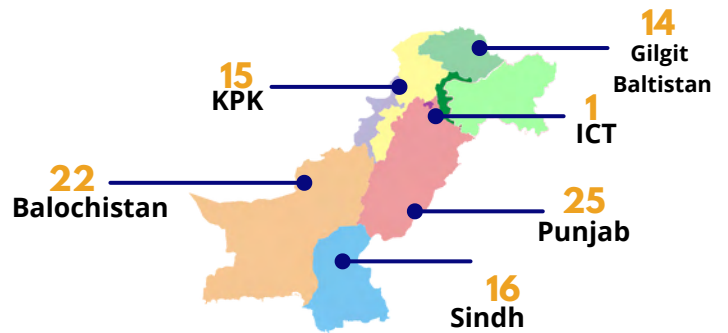 14
Gilgit
Baltistan
15
KPK
1
ICT
22
Balochistan
25
Punjab
16
Sindh